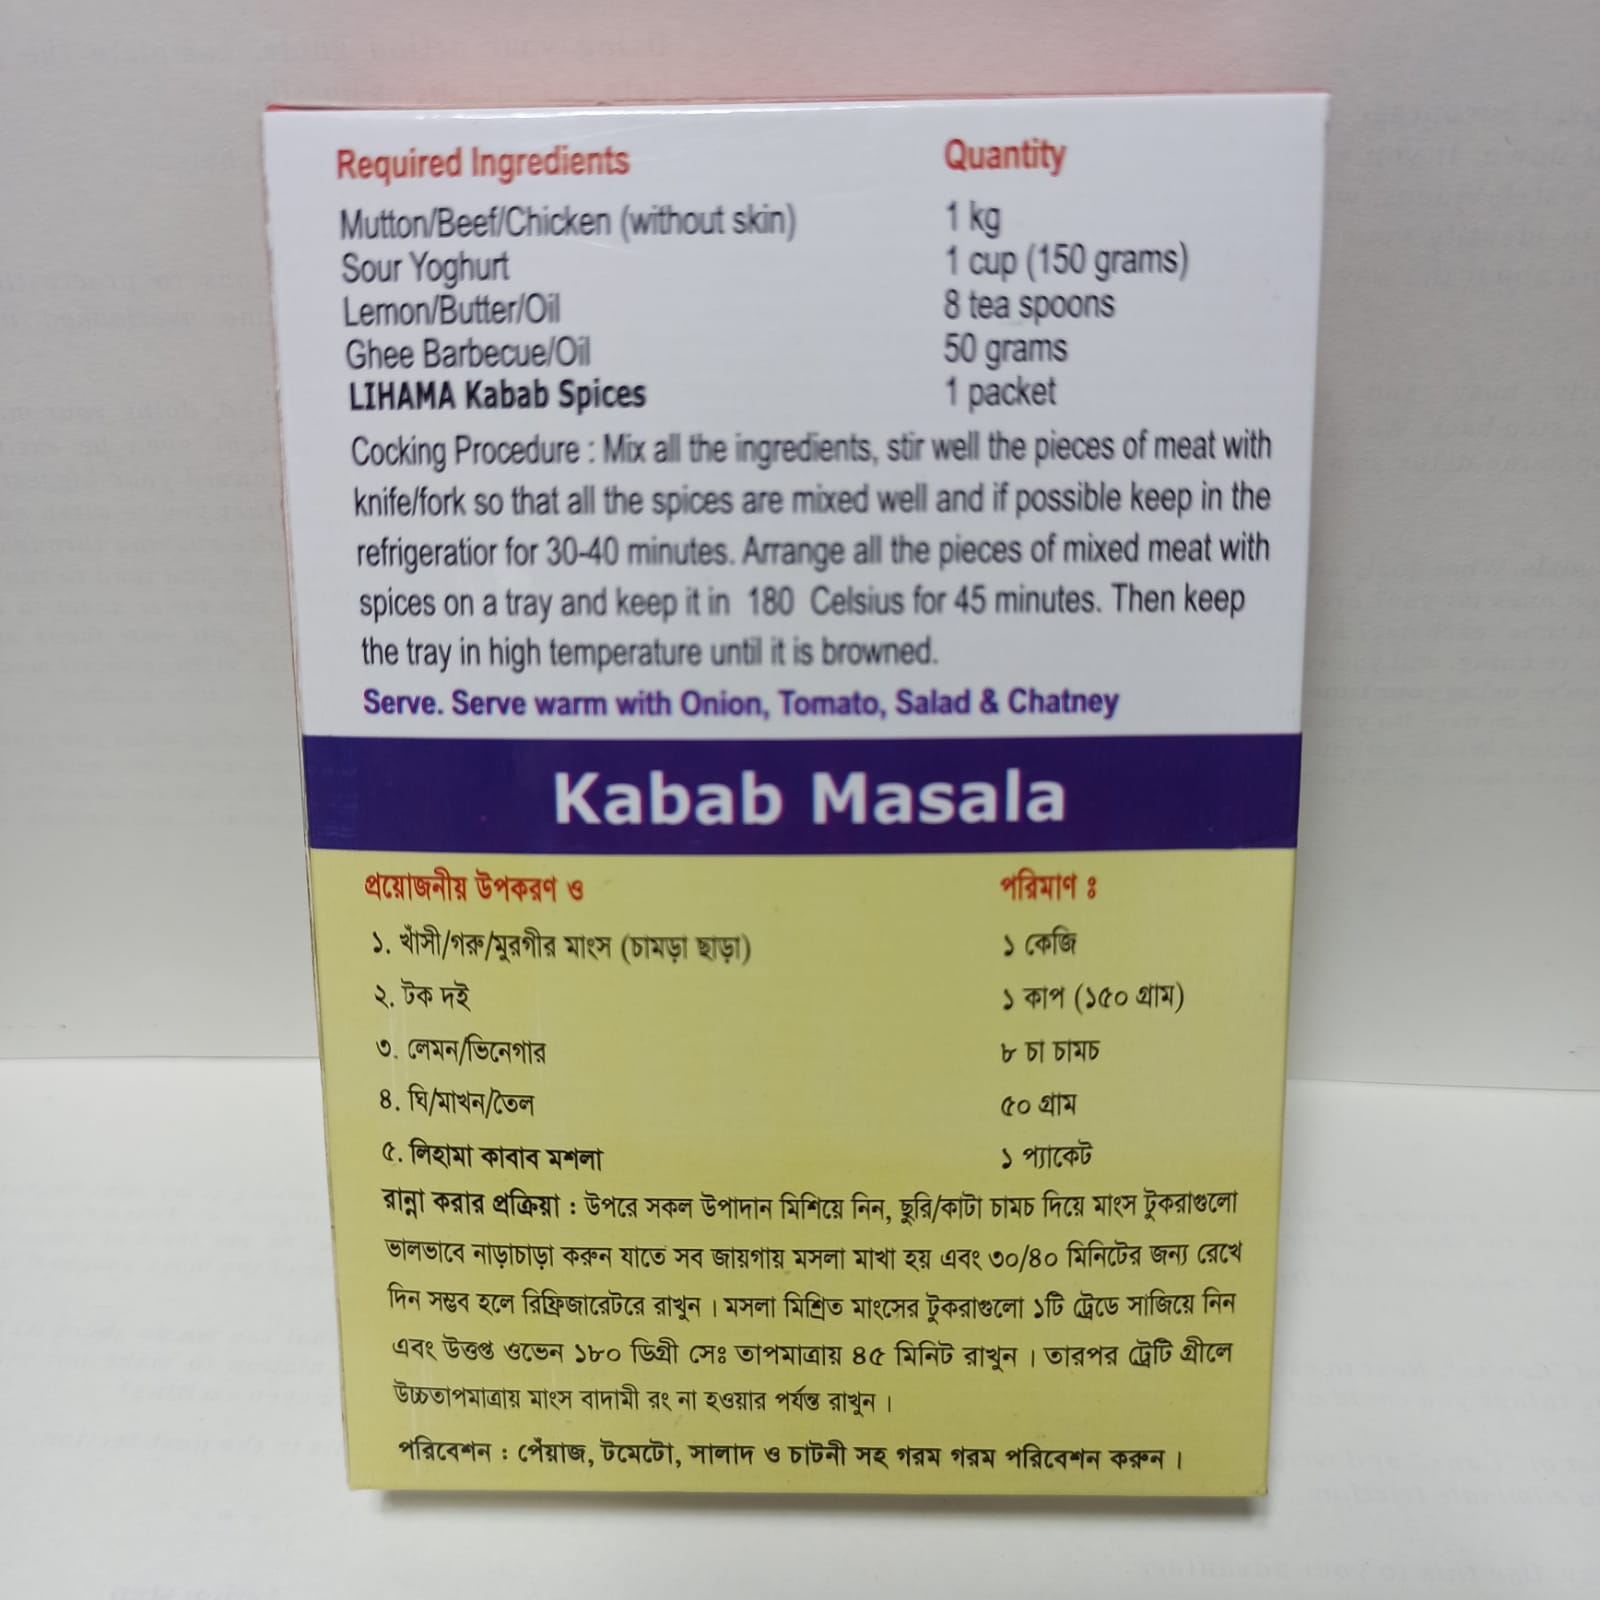 Required Ingredients Quantity
Mutton/Beef/Chicken (without skin) 1 kg
Sour Yoghurt 1 cup (150 grams)
Lemon/Butter/Oil 8 tea spoons
Ghee Barbecue/Oil 50 grams
LIHAMA Kabab Spices 1 packet
Cocking Procedure : Mix all the ingredients, stir well the pieces of meat with
knife/fork so that all the spices are mixed well and if possible keep in the
refrigeratior for 30-40 minutes. Arrange all the pieces of mixed meat with
spices on a tray and keep it in 180 Celsius for 45 minutes. Then keep
the tray in high temperature until it is browned.
Serve. Serve warm with Onion, Tomato, Salad & Chatney
Kabab Masala
প্রয়োজনীয় উপকরণ ও পরিমাণ ঃ
১. খাঁসী/গরু/মুরগীর মাংস (চামড়া ছাড়া) ১ কেজি
২. টক দই ১ কাপ (১৫০ গ্রাম)
৩. লেমন/ভিনেগার ৮ চা চামচ
৪. ঘি/মাখন/তৈল ৫০ গ্রাম
৫. লিহামা কাবাব মশলা ১ প্যাকেট
রান্না করার প্রক্রিয়া : উপরে সকল উপাদান মিশিয়ে নিন, ছুরি/কাটা চামচ দিয়ে মাংস টুকরাগুলো
ভালভাবে নাড়াচাড়া করুন যাতে সব জায়গায় মসলা মাখা হয় এবং ৩০/৪০ মিনিটের জন্য রেখে
দিন সম্ভব হলে রিফ্রিজারেটরে রাখুন । মসলা মিশ্রিত মাংসের টুকরাগুলো ১টি ট্রেডে সাজিয়ে নিন
এবং উত্তপ্ত ওভেন ১৮০ ডিগ্রী সেঃ তাপমাত্রায় ৪৫ মিনিট রাখুন । তারপর ট্রেটি গ্রীলে
উচ্চতাপমাত্রায় মাংস বাদামী রং না হওয়ার পর্যন্ত রাখুন ।
পরিবেশন : পেঁয়াজ, টমেটো, সালাদ ও চাটনী সহ গরম গরম পরিবেশন করুন ।